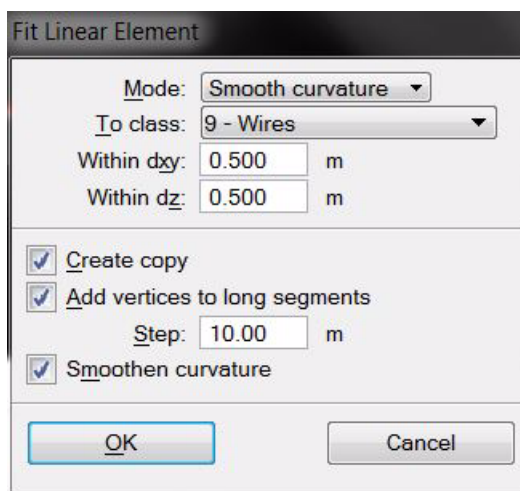 Fit Linear Element
Mode: Smooth curvature
To class: 9 - Wires
Within dxy: 0.500 m
Within dz: 0.500 m
Create copy
Add vertices to long segments
Step: 10.00 m
Smoothen curvature
OK Cancel